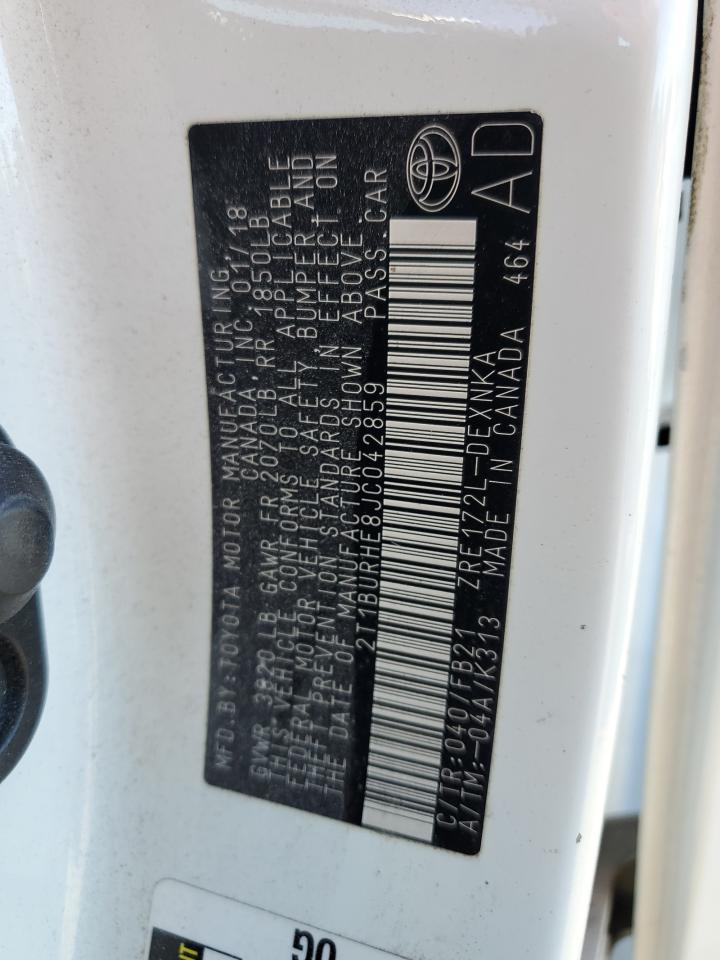 MFD.BY:TOYOTA MOTOR MANUFACTURING,
CANADA, INC. 01/18
GVWR 3820LB GAWR FR 2020LB RR 1850LB
THIS VEHICLE CONFORMS TO ALL APPLICABLE
FEDERAL MOTOR VEHICLE SAFETY, BUMPER, AND
THEFT PREVENTION STANDARDS IN EFFECT ON
THE DATE OF MANUFACTURE SHOWN ABOVE.
2T1BURHE8JC042859 PASS.CAR
C/TR:040/FB21 ZRE172L-DEXNKA
A/TM:-04A/K313 MADE IN CANADA 464
AD